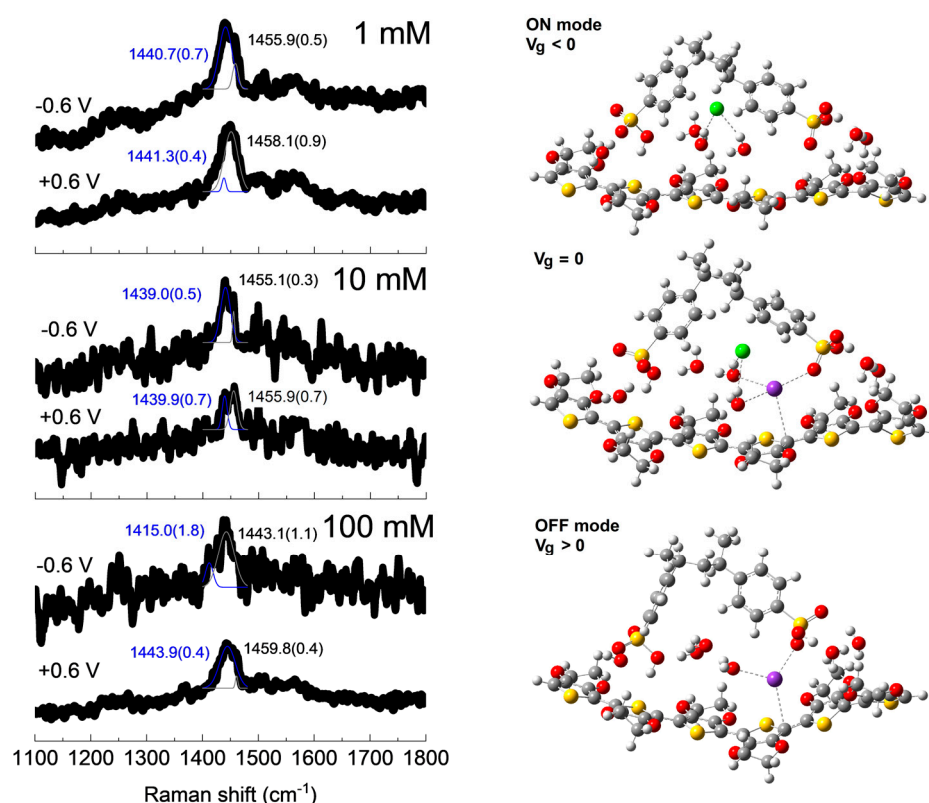 1 mM
1440.7(0.7)
1455.9(0.5)
-0.6 V
1441.3(0.4)
1458.1(0.9)
+0.6 V
10 mM
1439.0(0.5)
1455.1(0.3)
-0.6 V
1439.9(0.7)
1455.9(0.7)
+0.6 V
100 mM
1415.0(1.8)
1443.1(1.1)
-0.6 V
1443.9(0.4)
1459.8(0.4)
+0.6 V
1100 1200 1300 1400 1500 1600 1700 1800
Raman shift (cm-1)
ON mode
Vg < 0
Vg = 0
OFF mode
Vg > 0